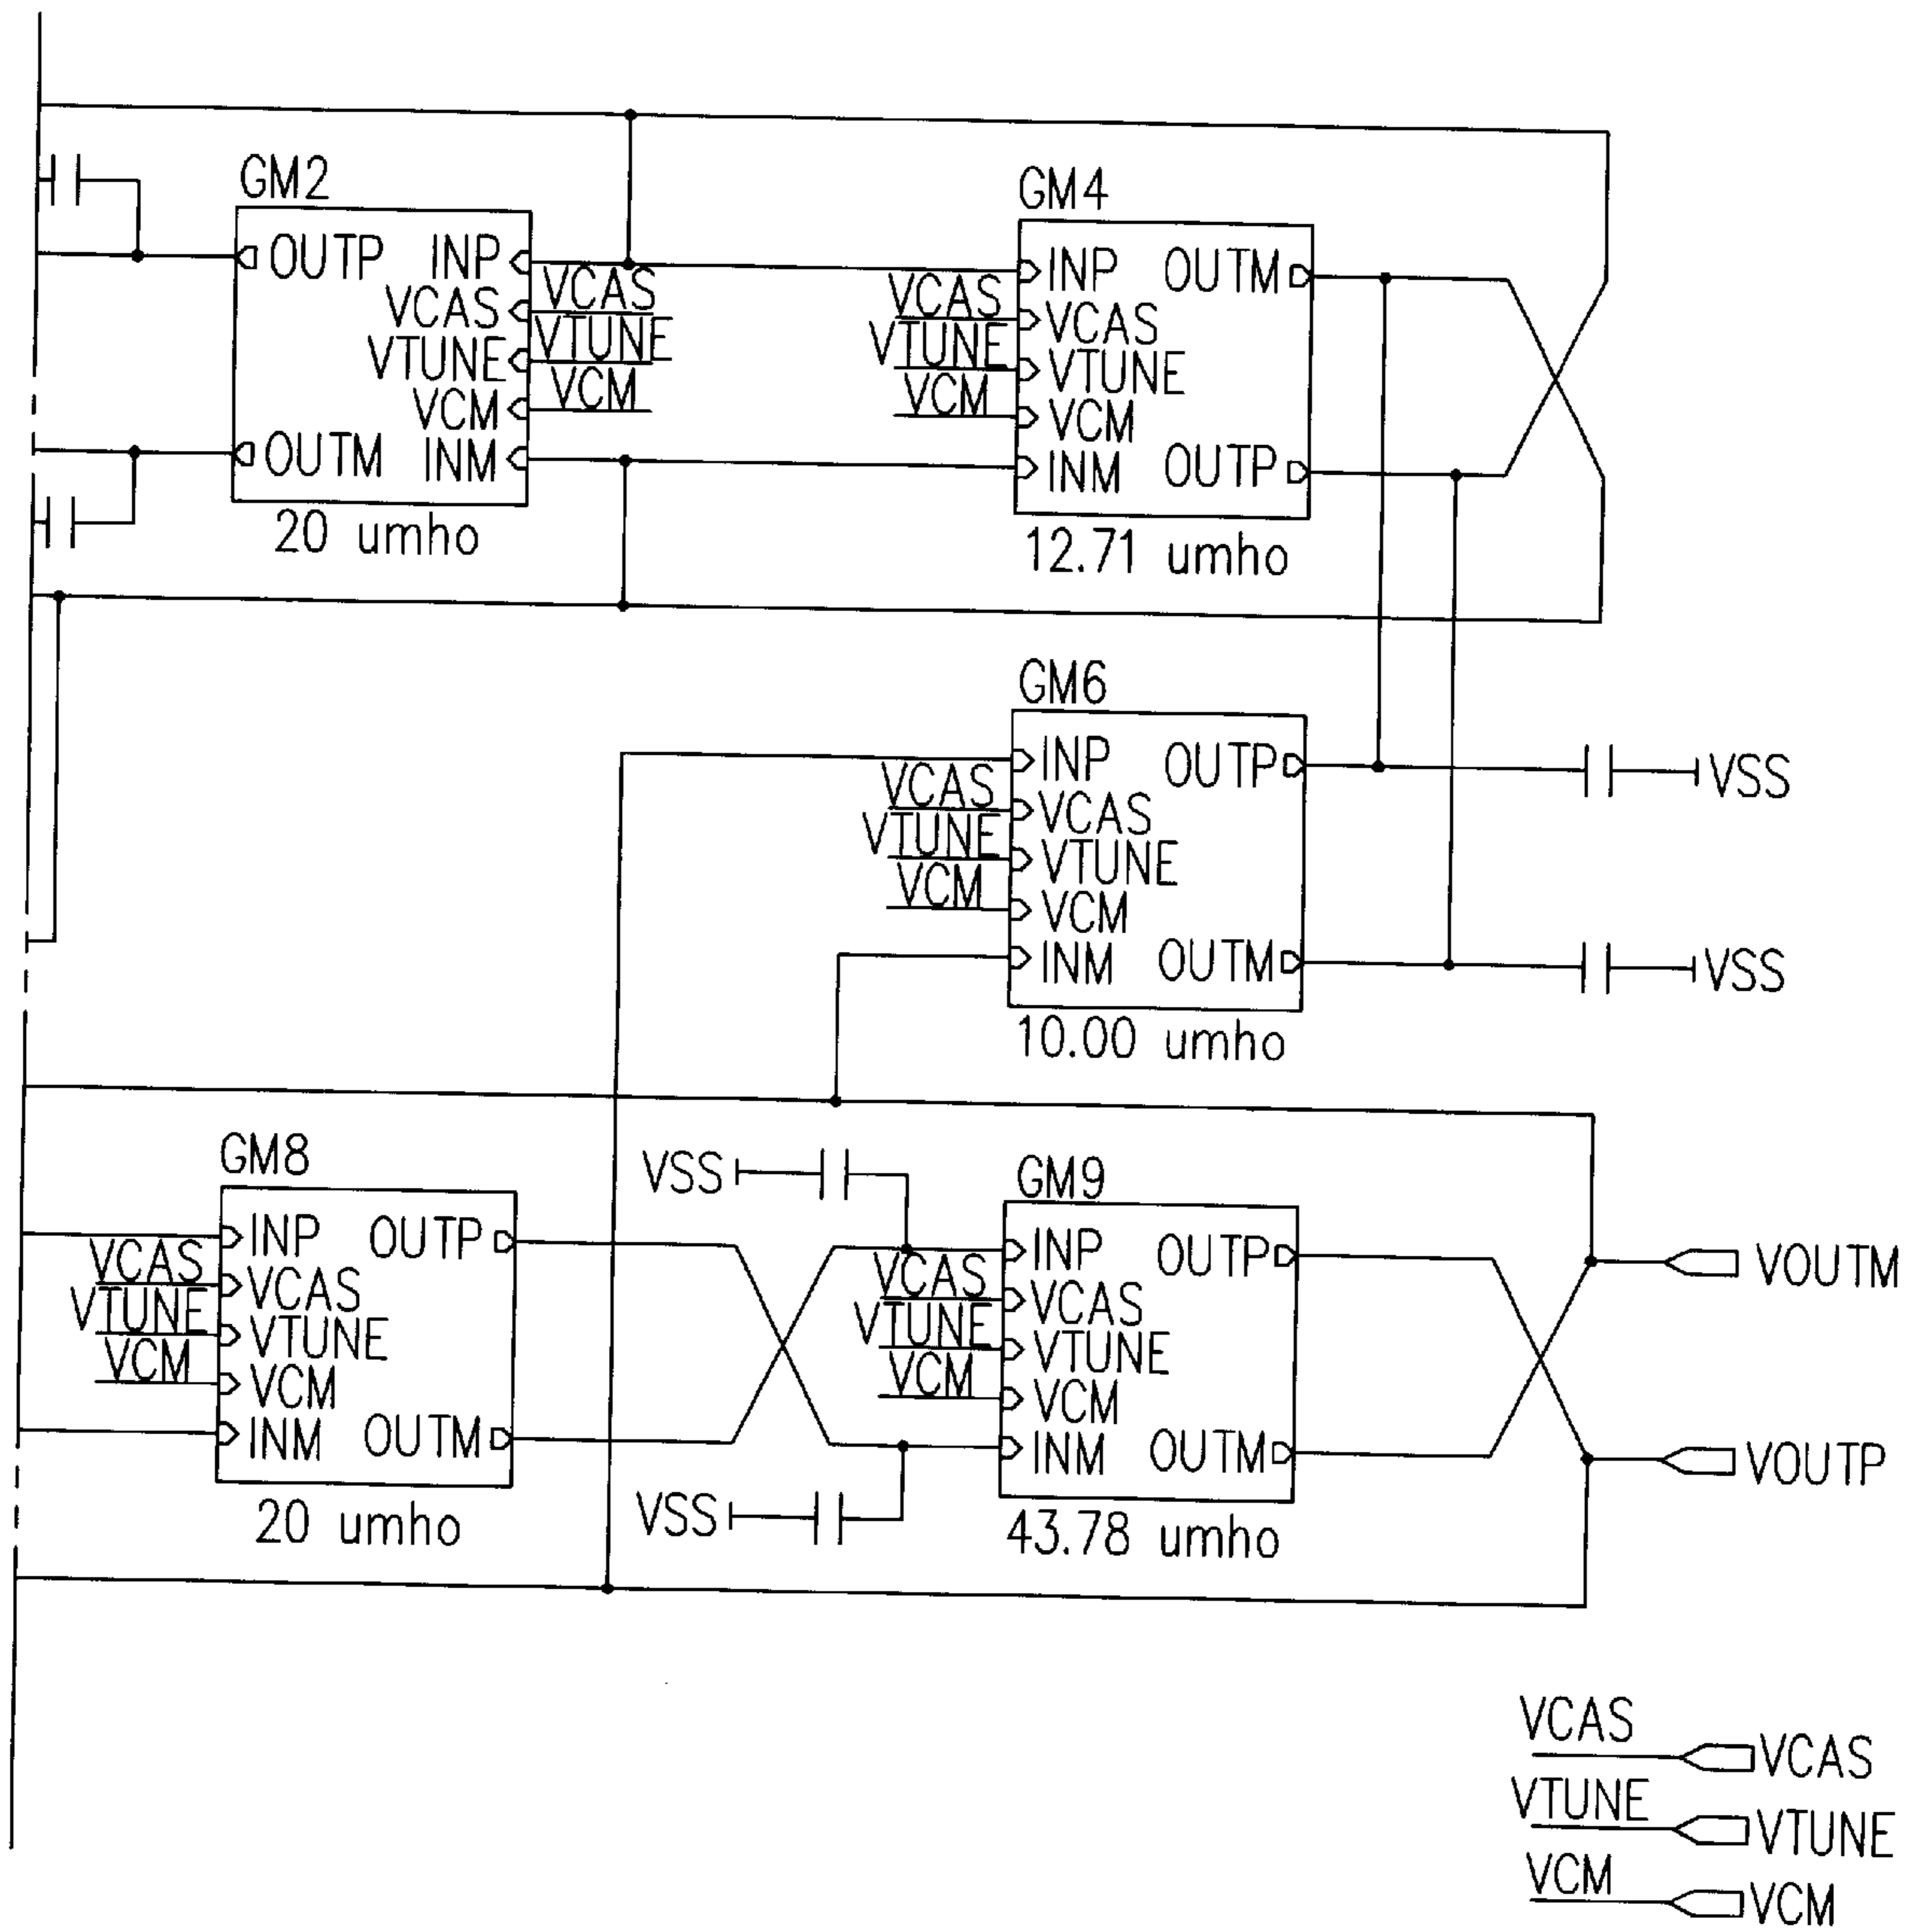 GM2
OUTP INP
VCAS VCAS
VTUNE VTUNE
VCM VCM
OUTM INM
20 umho
GM4
INP OUTM
VCAS VCAS
VTUNE VTUNE
VCM VCM
INM OUTP
12.71 umho
GM6
INP OUTP
VCAS VCAS
VTUNE VTUNE
VCM VCM
INM OUTM
10.00 umho
VSS
VSS
GM8
INP OUTP
VCAS VCAS
VTUNE VTUNE
VCM VCM
INM OUTM
20 umho
VSS
VSS
GM9
INP OUTP
VCAS VCAS
VTUNE VTUNE
VCM VCM
INM OUTM
43.78 umho
VOUTM
VOUTP
VCAS VCAS
VTUNE VTUNE
VCM VCM